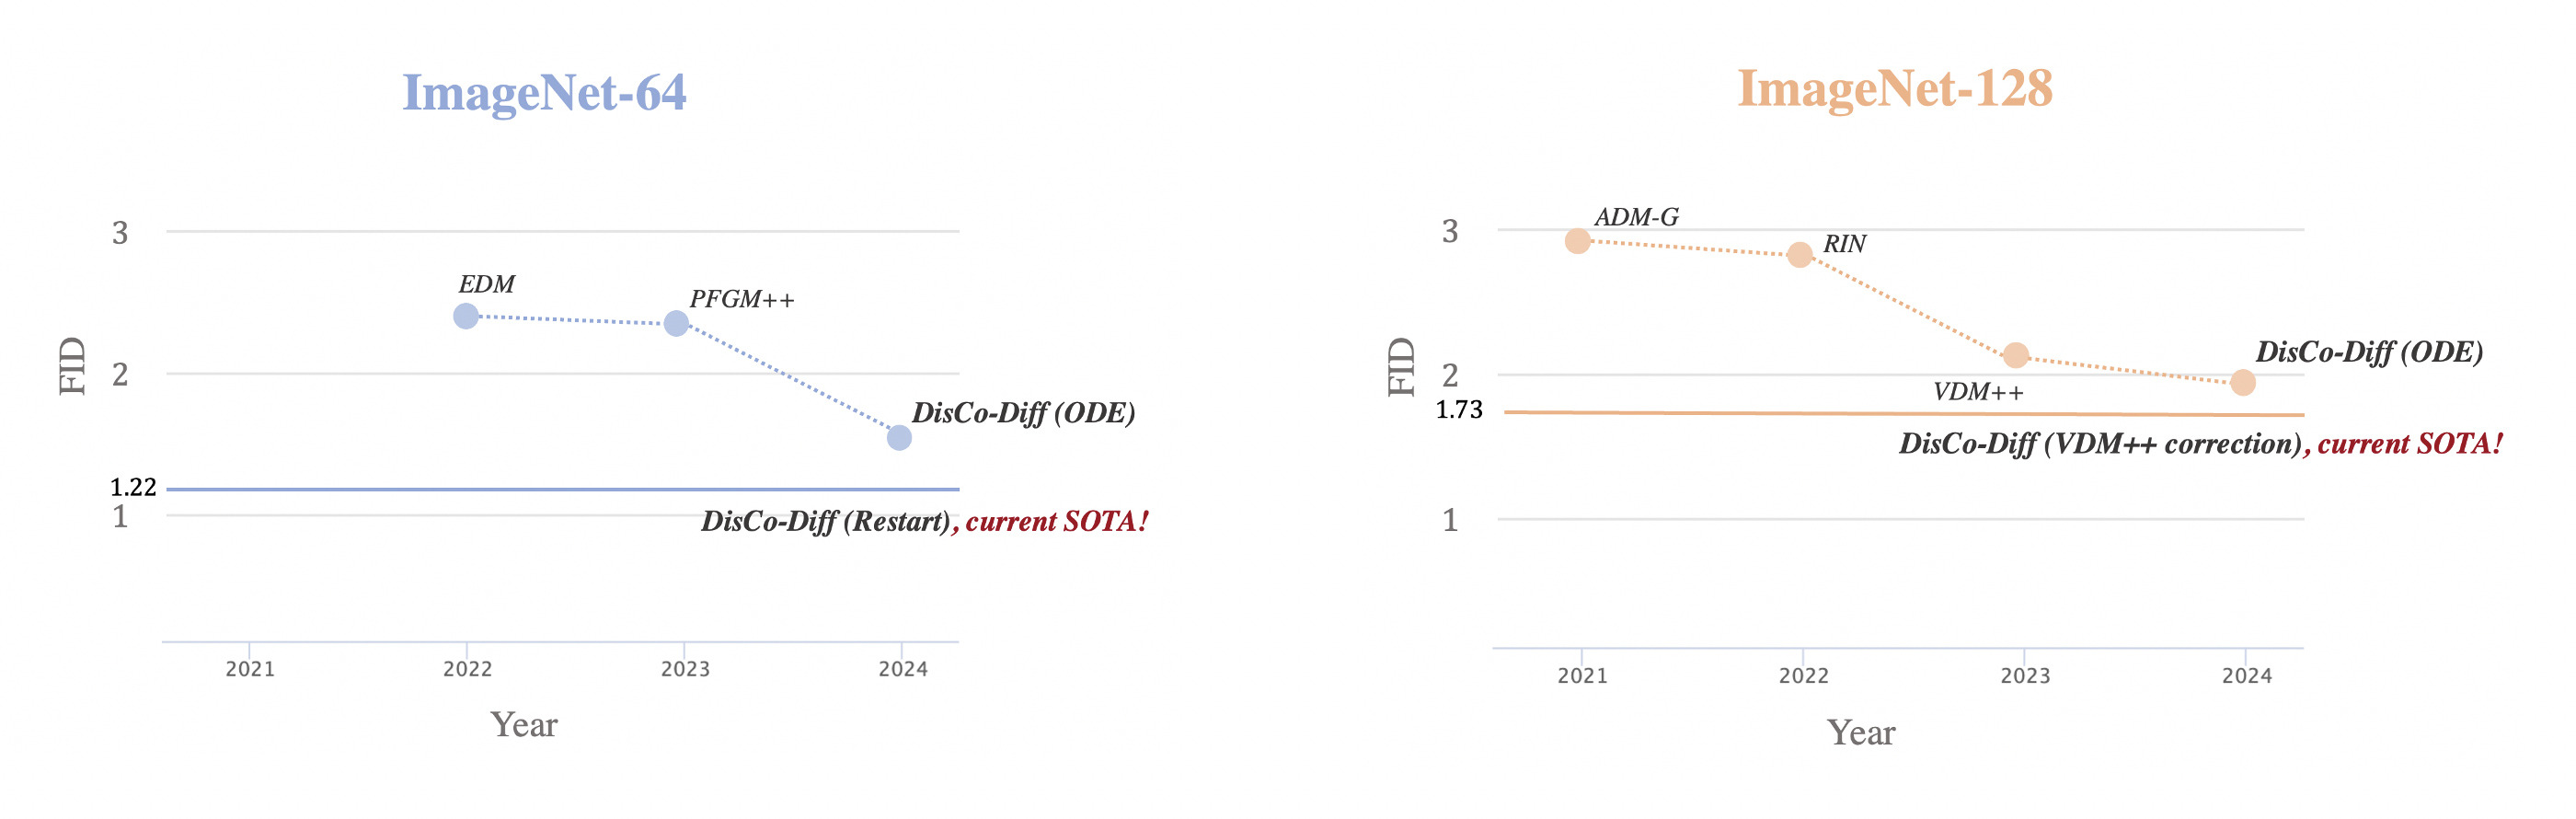 ImageNet-64
3
EDM
PFGM++
FID
2
DisCo-Diff (ODE)
1.22
1
DisCo-Diff (Restart), current SOTA!
2021
2022
2023
2024
Year
ImageNet-128
3
ADM-G
RIN
FID
2
DisCo-Diff (ODE)
VDM++
1.73
DisCo-Diff (VDM++ correction), current SOTA!
1
2021
2022
2023
2024
Year